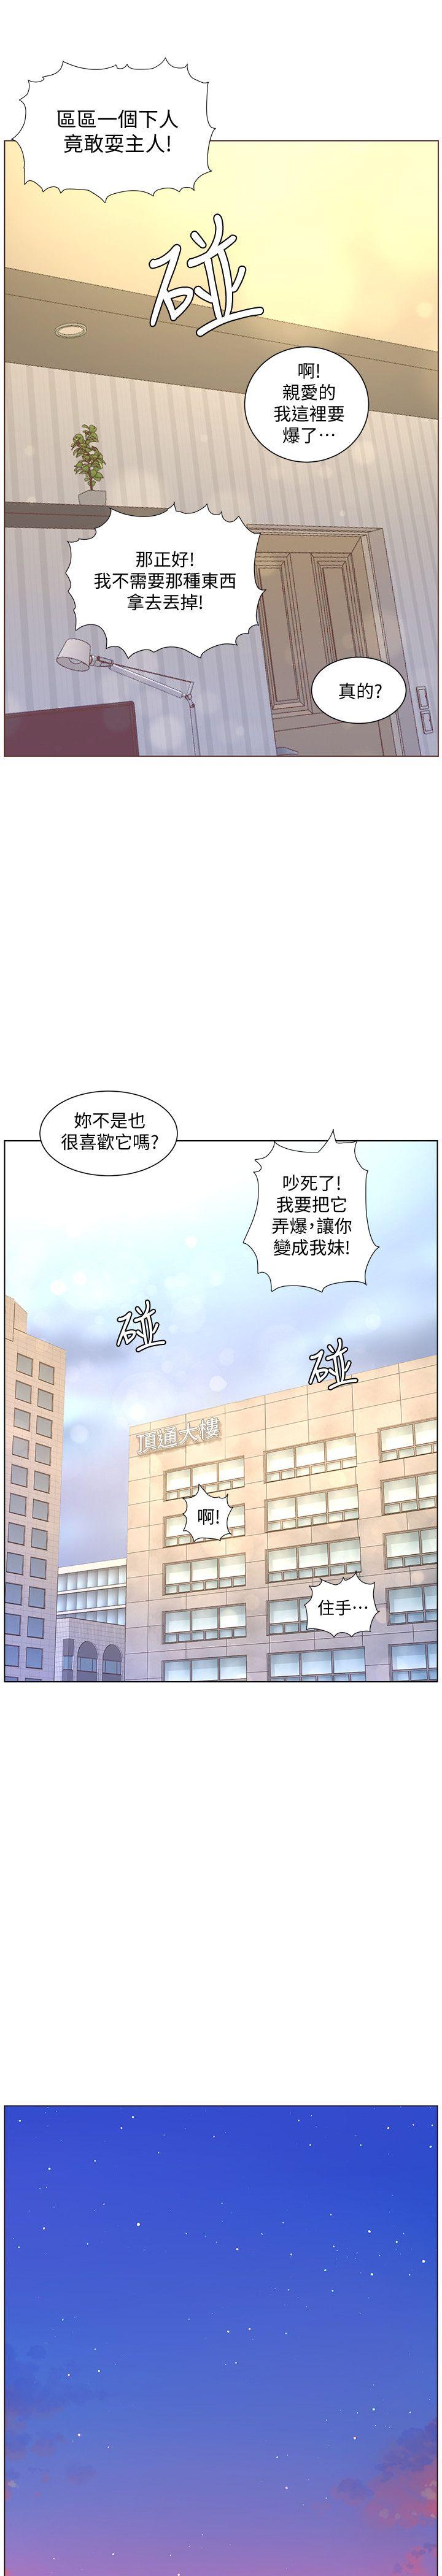 區區一個下人
竟敢耍主人!
碰
啊!
親愛的
我這裡要
爆了…
那正好!
我不需要那種東西
拿去丟掉!
真的?
妳不是也
很喜歡它嗎?
吵死了!
我要把它
弄爆,讓你
變成我妹!
碰
碰
頂通大樓
啊!
住手…